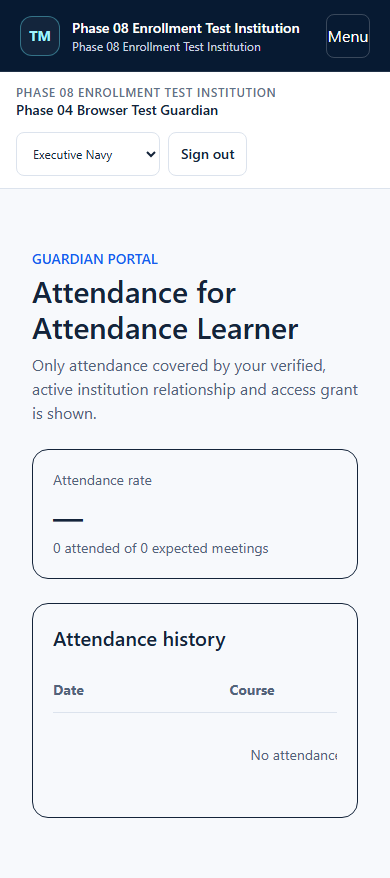 TM
Phase 08 Enrollment Test Institution
Phase 08 Enrollment Test Institution
Menu
PHASE 08 ENROLLMENT TEST INSTITUTION
Phase 04 Browser Test Guardian
Executive Navy
Sign out
GUARDIAN PORTAL
Attendance for
Attendance Learner
Only attendance covered by your verified,
active institution relationship and access grant
is shown.
Attendance rate
—
0 attended of 0 expected meetings
Attendance history
Date Course
No attendanc